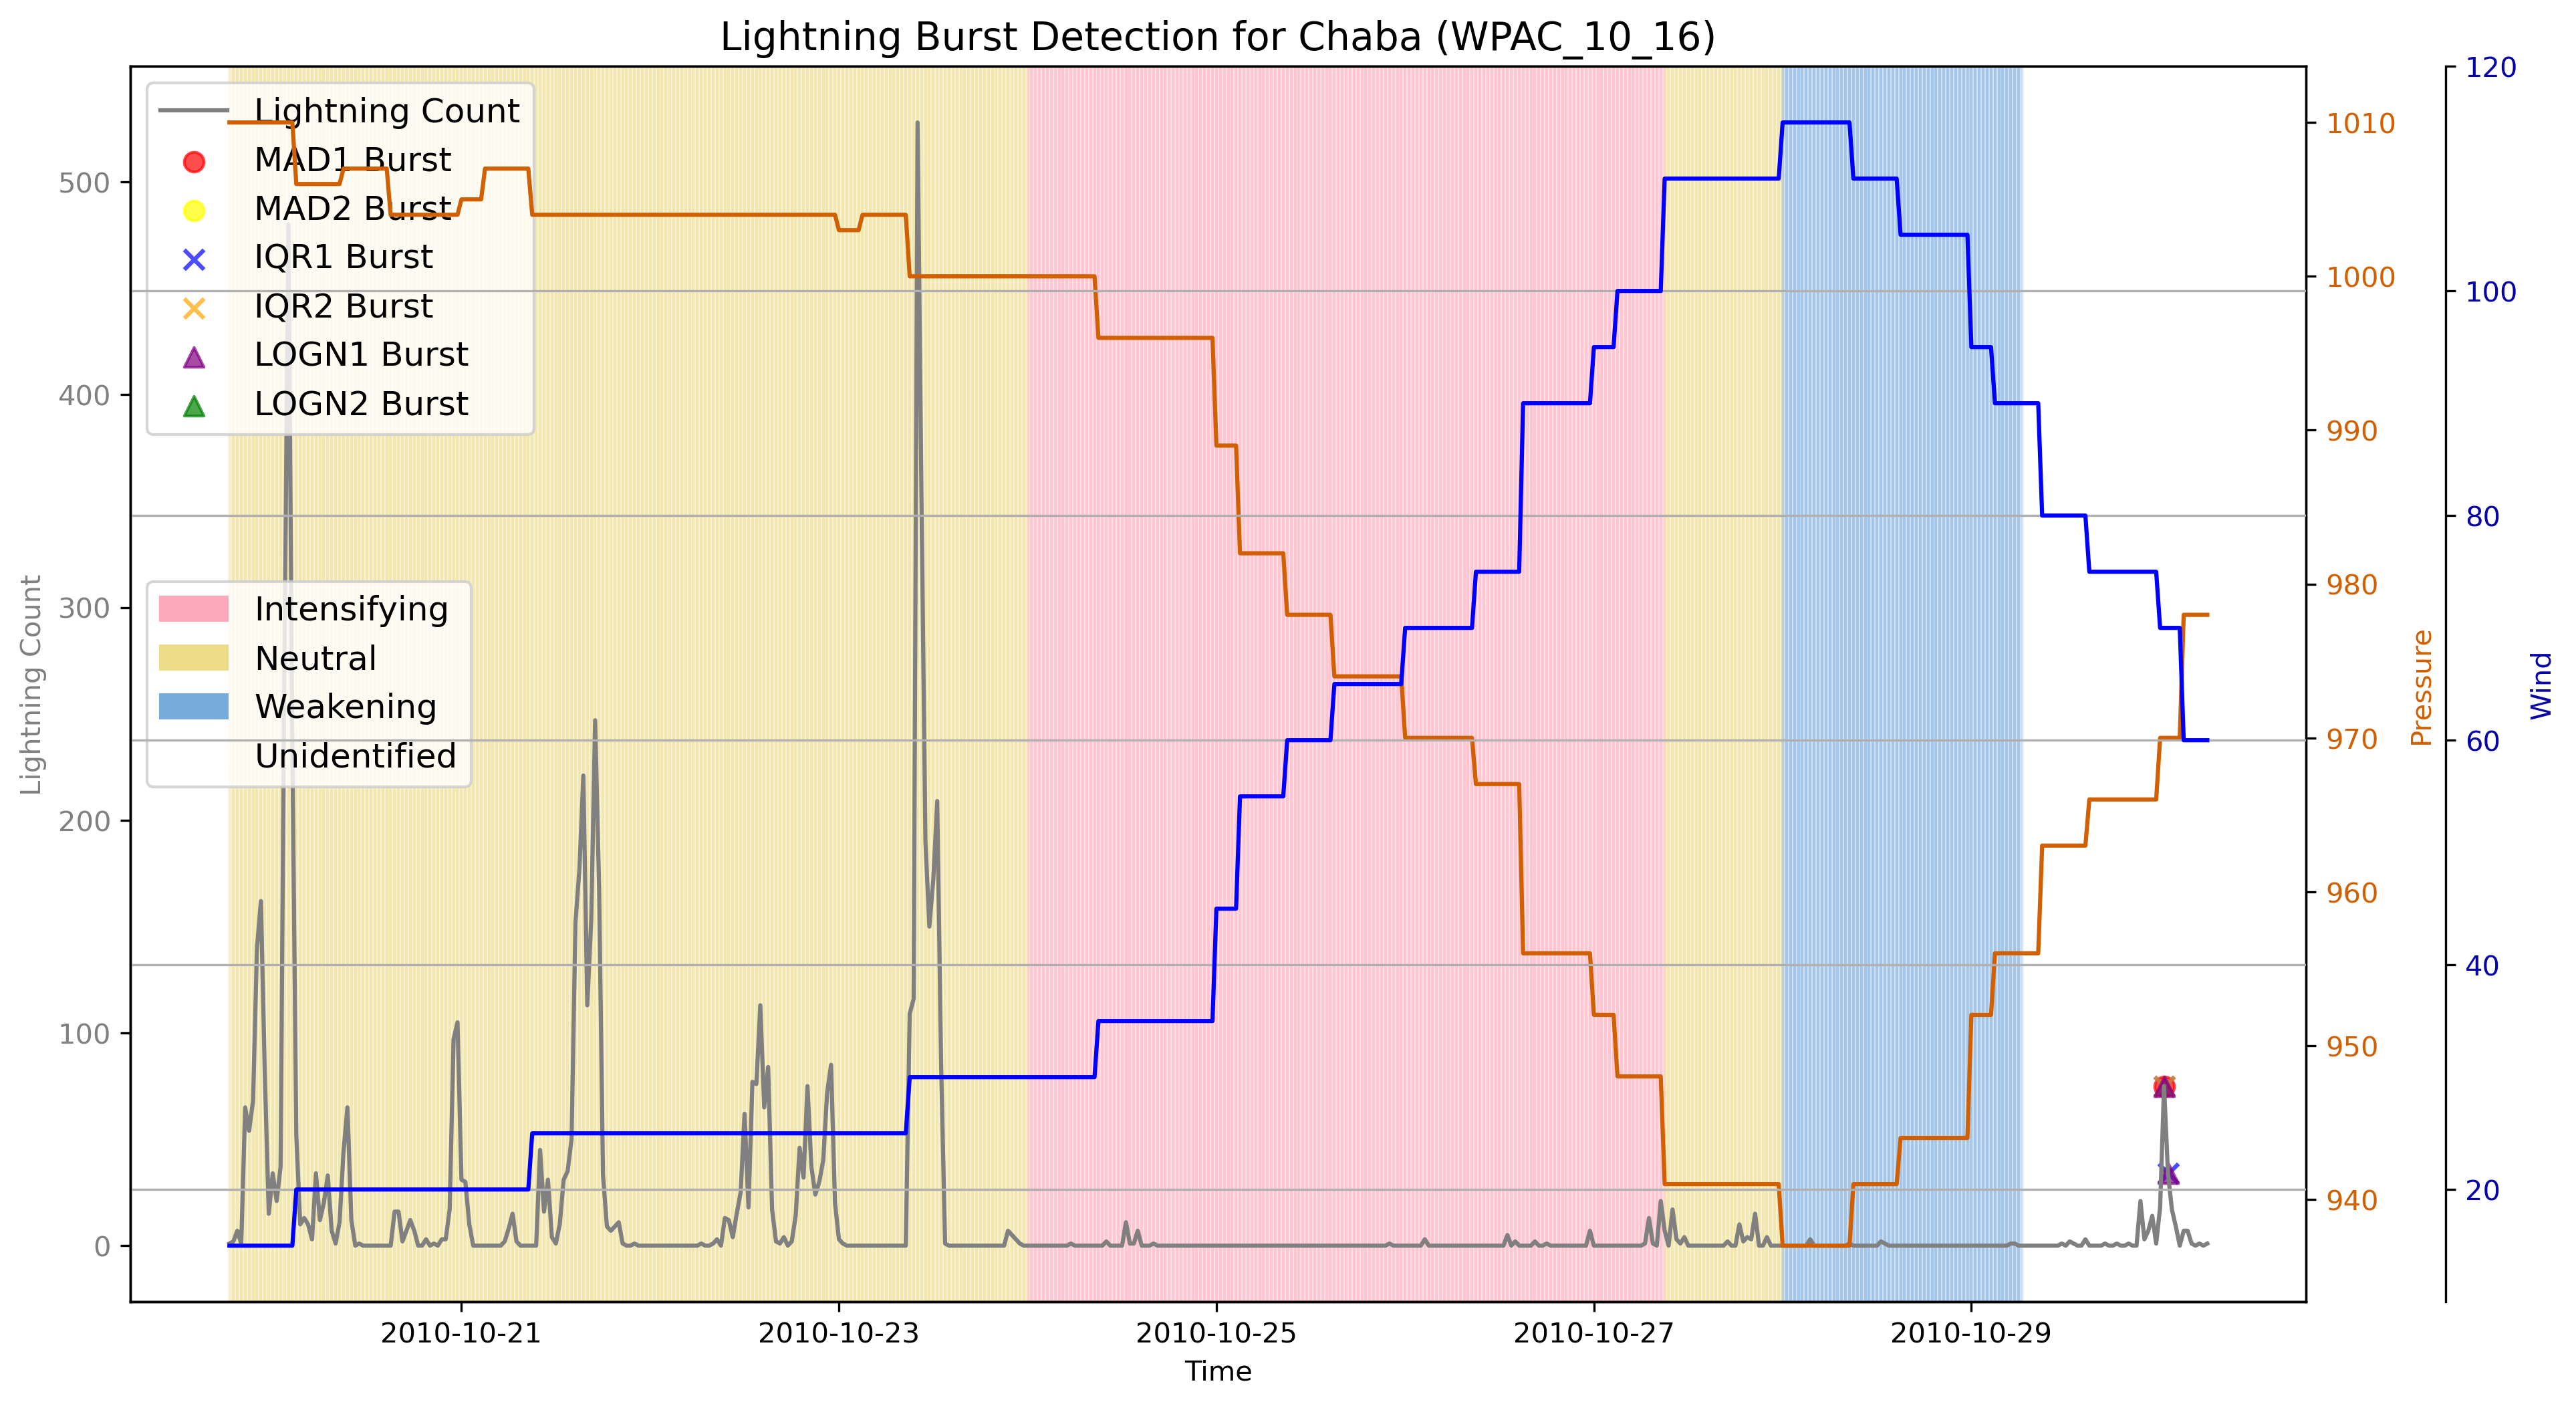 Lightning Burst Detection for Chaba (WPAC_10_16)
Lightning Count
MAD1 Burst
MAD2 Burst
IQR1 Burst
IQR2 Burst
LOGN1 Burst
LOGN2 Burst
Intensifying
Neutral
Weakening
Unidentified
Lightning Count
500
400
300
200
100
0
1010
1000
990
980
970
960
950
940
Pressure
120
100
80
60
40
20
Wind
2010-10-21
2010-10-23
2010-10-25
2010-10-27
2010-10-29
Time